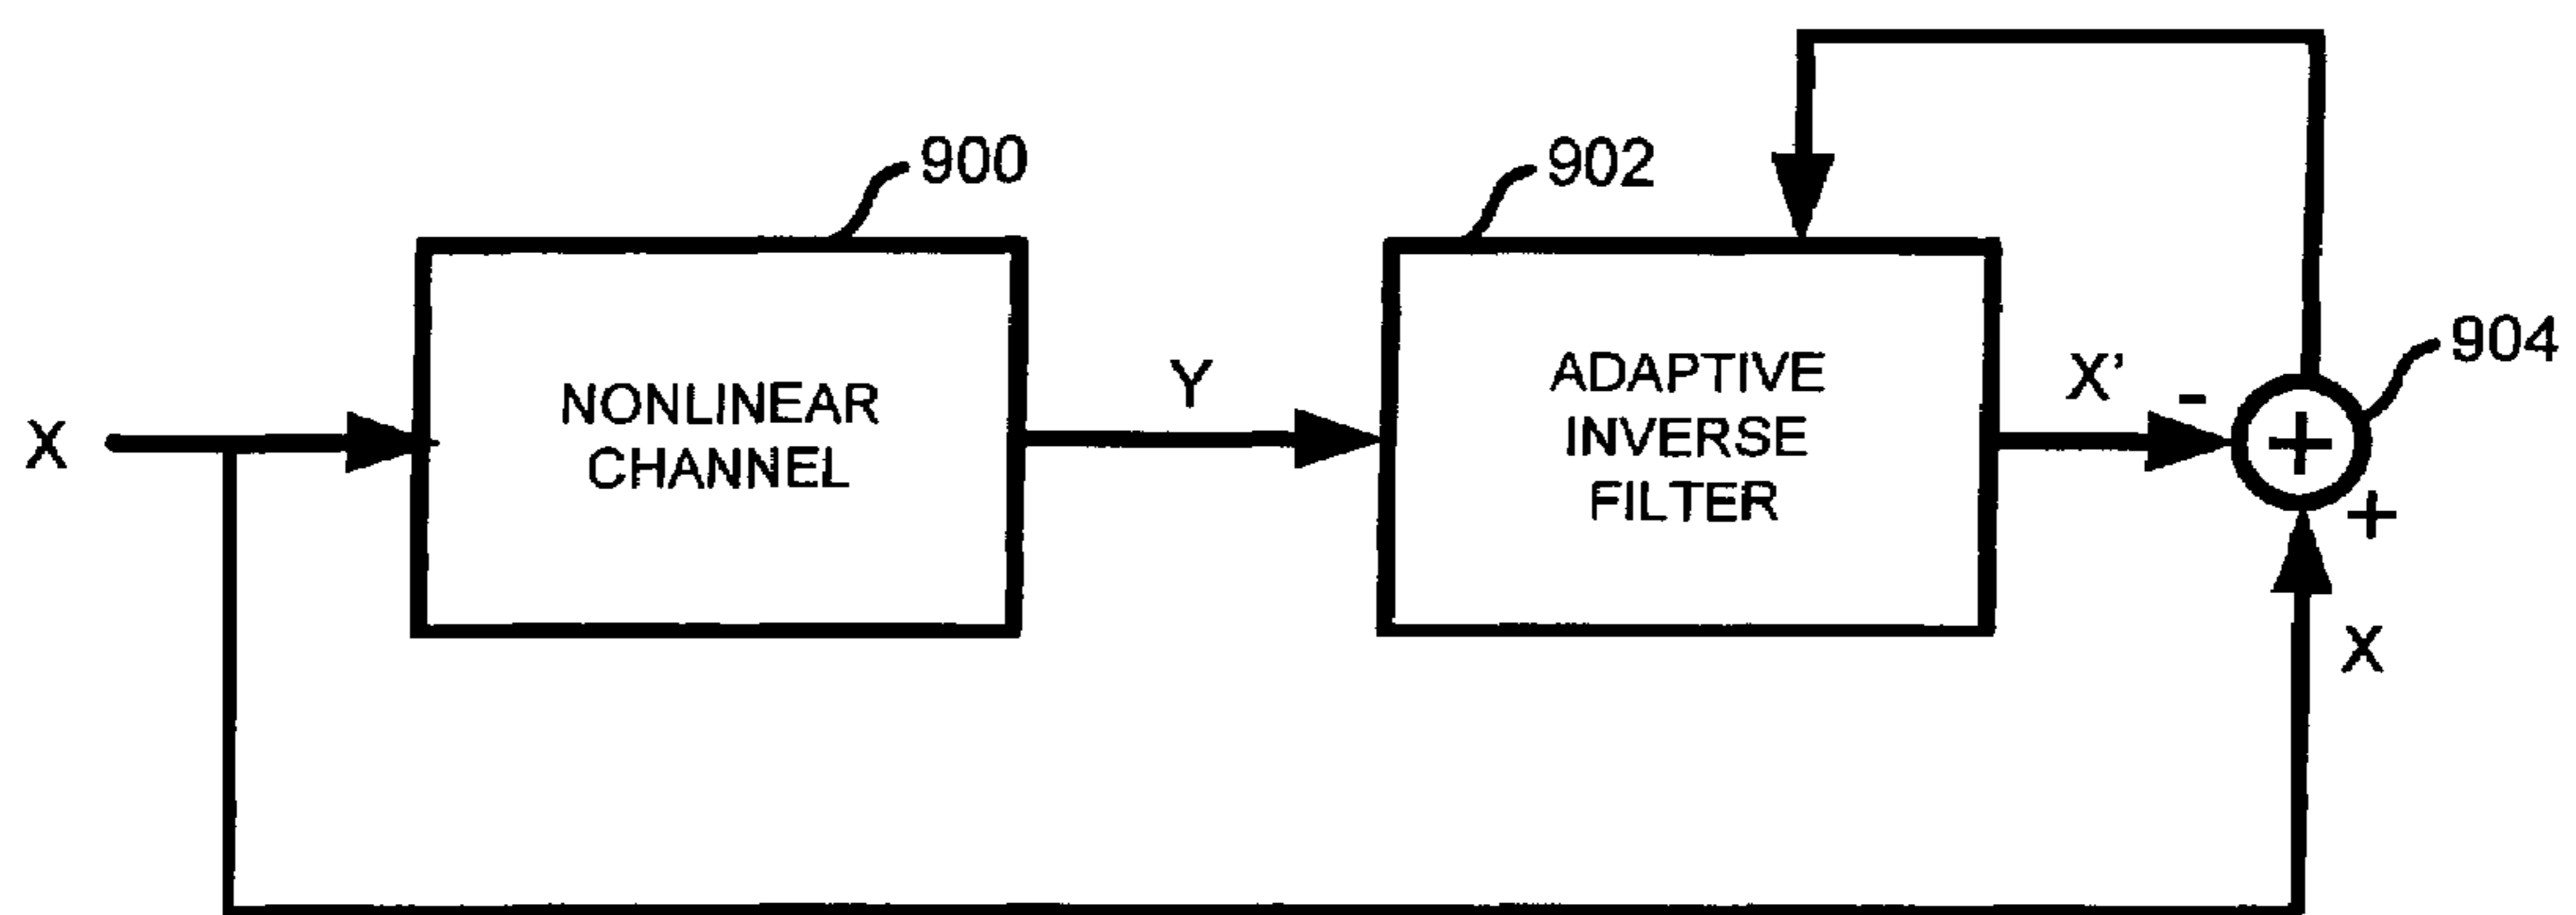 900
902
904
X
NONLINEAR
CHANNEL
Y
ADAPTIVE
INVERSE
FILTER
X'
-
+
+
X